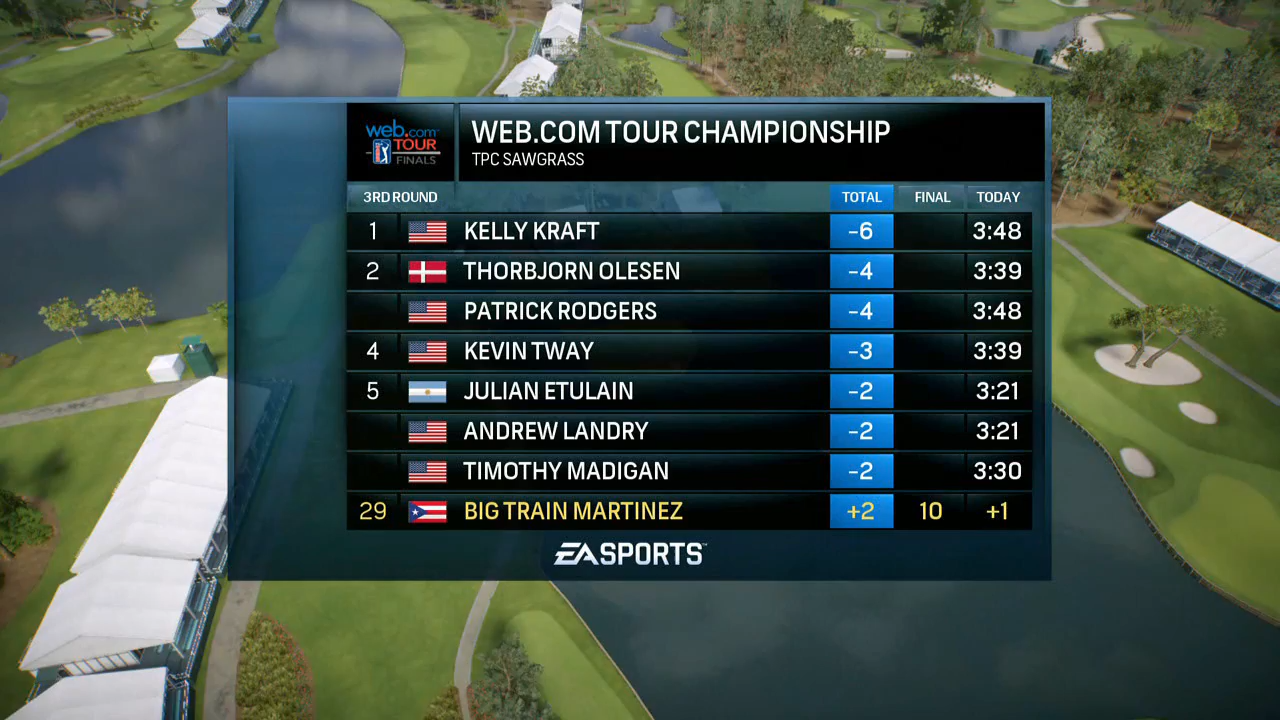 web.com
TOUR
FINALS
WEB.COM TOUR CHAMPIONSHIP
TPC SAWGRASS
3RD ROUND TOTAL FINAL TODAY
1 KELLY KRAFT -6 3:48
2 THORBJORN OLESEN -4 3:39
PATRICK RODGERS -4 3:48
4 KEVIN TWAY -3 3:39
5 JULIAN ETULAIN -2 3:21
ANDREW LANDRY -2 3:21
TIMOTHY MADIGAN -2 3:30
29 BIG TRAIN MARTINEZ +2 10 +1
EA SPORTS™